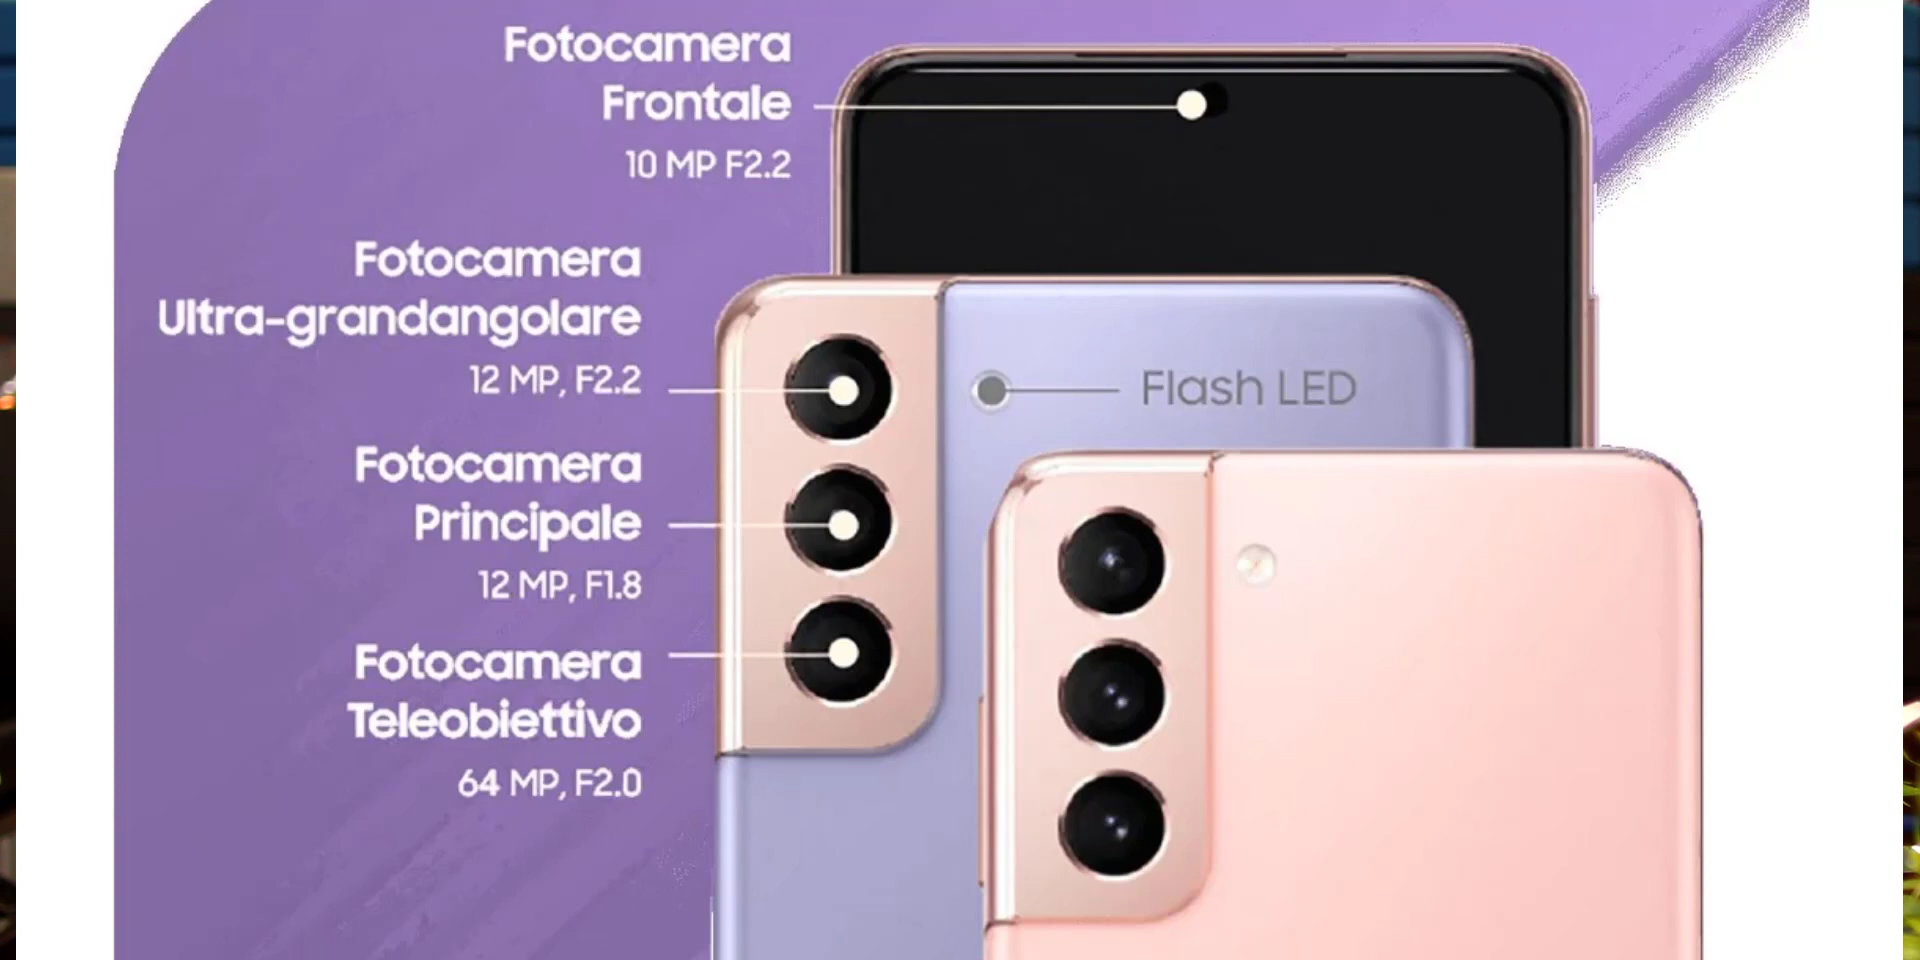 Fotocamera
Frontale
10 MP F2.2
Fotocamera
Ultra-grandangolare
12 MP, F2.2
Flash LED
Fotocamera
Principale
12 MP, F1.8
Fotocamera
Teleobiettivo
64 MP, F2.0